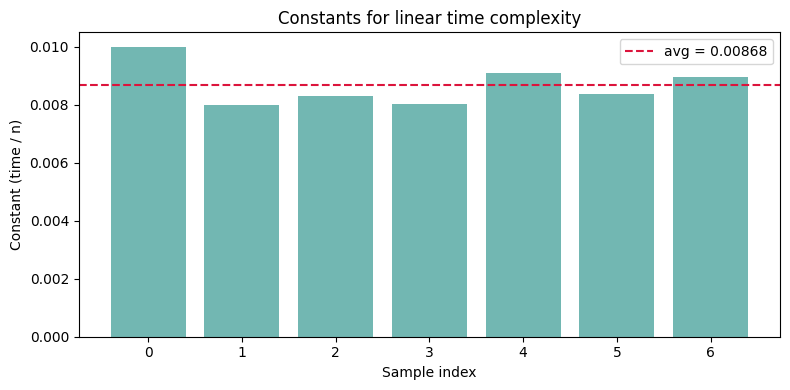 Constants for linear time complexity
avg = 0.00868
0.010
0.008
0.006
0.004
0.002
0.000
Constant (time / n)
0 1 2 3 4 5 6
Sample index